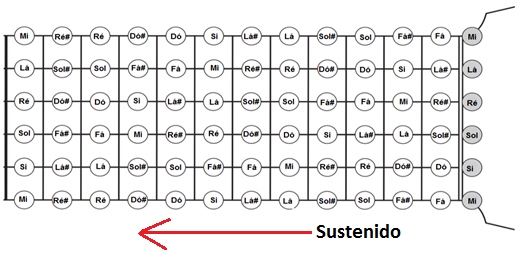 Mi Ré# Ré Dó# Dó Si Lá# Lá Sol# Sol Fá# Fá Mi
Lá Sol# Sol Fá# Fá Mi Ré# Ré Dó# Dó Si Lá# Lá
Ré Dó# Dó Si Lá# Lá Sol# Sol Fá# Fá Mi Ré# Ré
Sol Fá# Fá Mi Ré# Ré Dó# Dó Si Lá# Lá Sol# Sol
Si Lá# Lá Sol# Sol Fá# Fá Mi Ré# Ré Dó# Dó Si
Mi Ré# Ré Dó# Dó Si Lá# Lá Sol# Sol Fá# Fá Mi
Sustenido